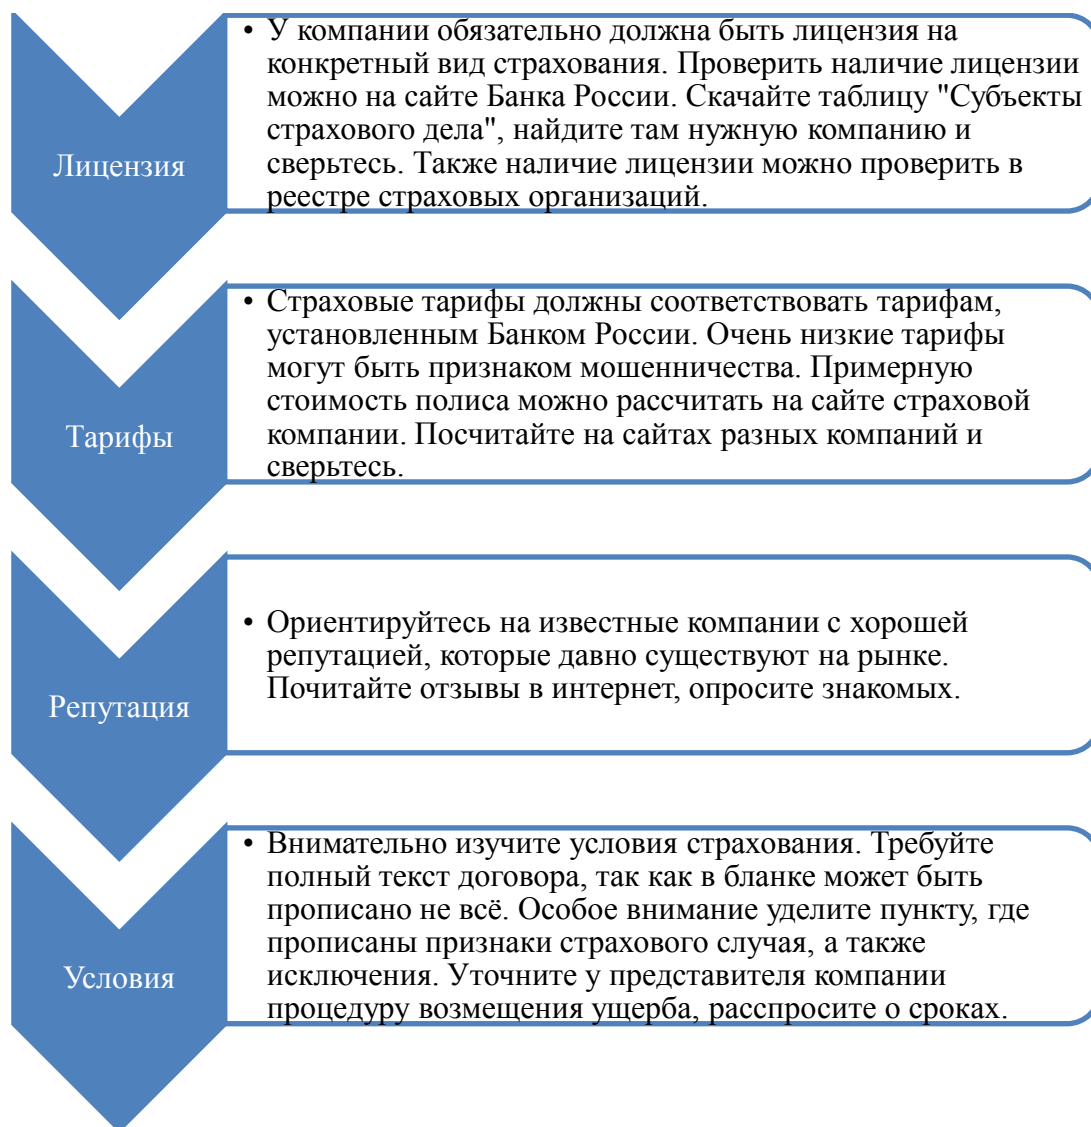 Лицензия
• У компании обязательно должна быть лицензия на
конкретный вид страхования. Проверить наличие лицензии
можно на сайте Банка России. Скачайте таблицу "Субъекты
страхового дела", найдите там нужную компанию и
сверьтесь. Также наличие лицензии можно проверить в
реестре страховых организаций.
Тарифы
• Страховые тарифы должны соответствовать тарифам,
установленным Банком России. Очень низкие тарифы
могут быть признаком мошенничества. Примерную
стоимость полиса можно рассчитать на сайте страховой
компании. Посчитайте на сайтах разных компаний и
сверьтесь.
Репутация
• Ориентируйтесь на известные компании с хорошей
репутацией, которые давно существуют на рынке.
Почитайте отзывы в интернет, опросите знакомых.
Условия
• Внимательно изучите условия страхования. Требуйте
полный текст договора, так как в бланке может быть
прописано не всё. Особое внимание уделите пункту, где
прописаны признаки страхового случая, а также
исключения. Уточните у представителя компании
процедуру возмещения ущерба, расспросите о сроках.